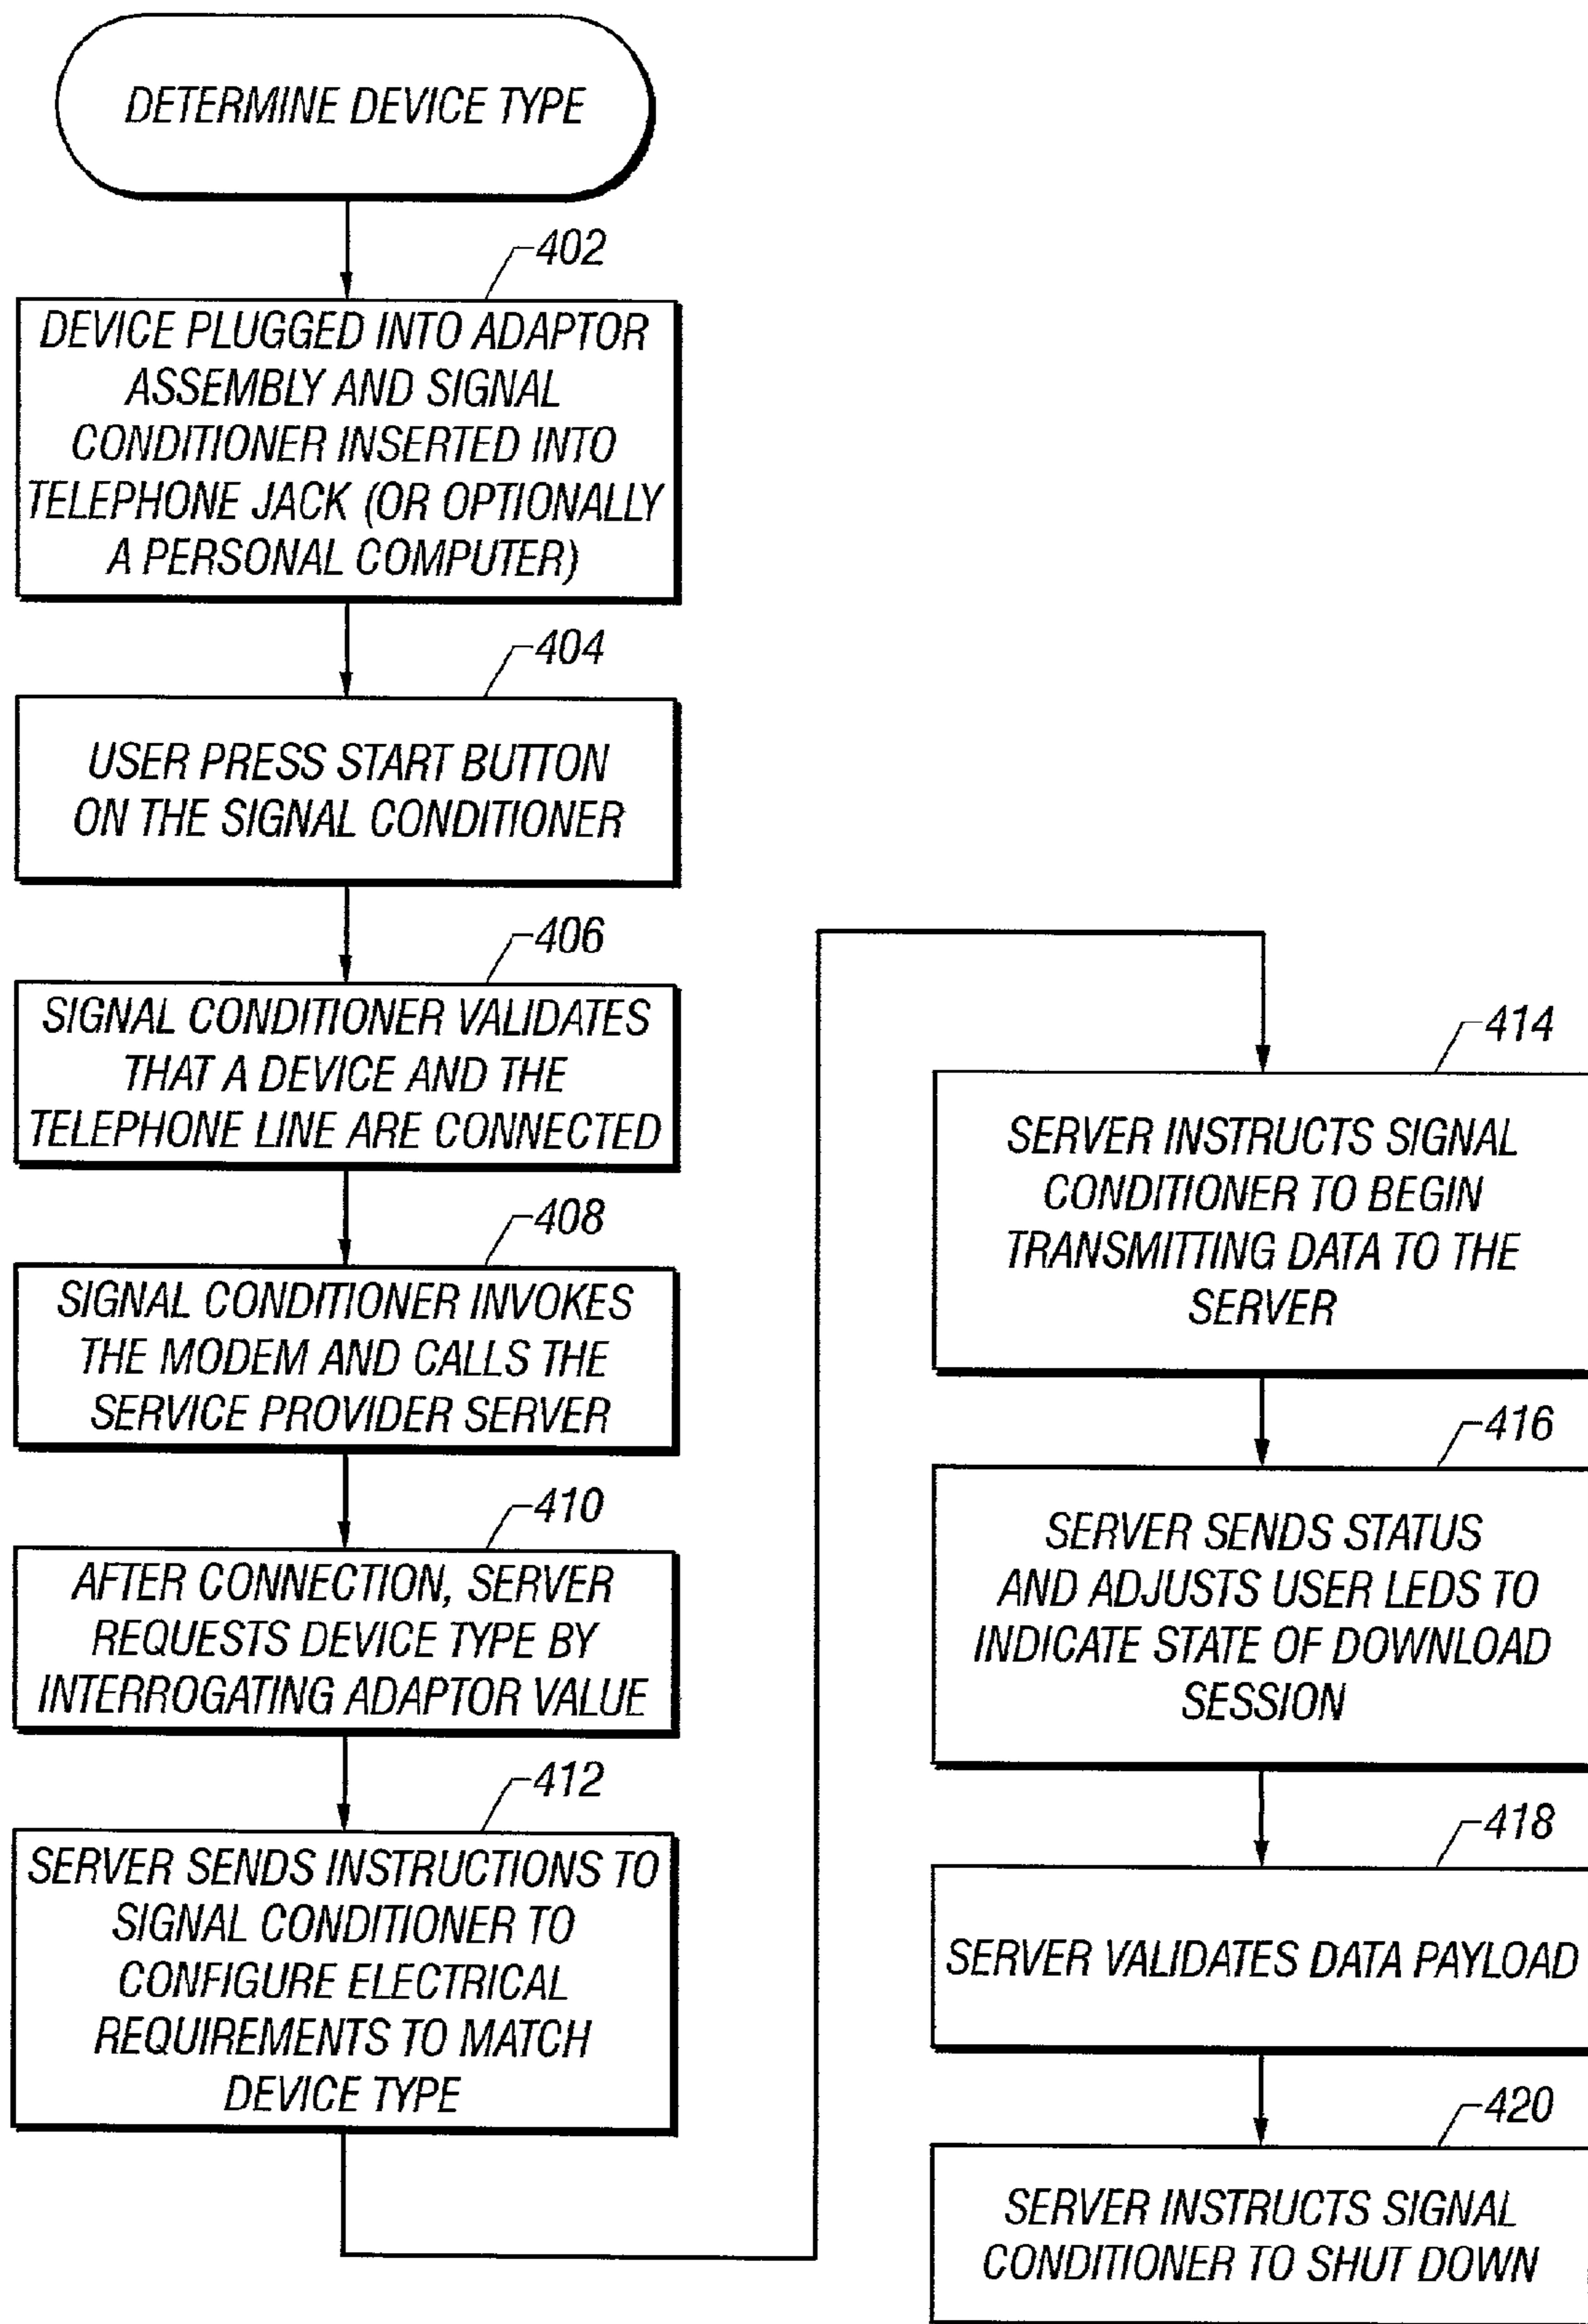 DETERMINE DEVICE TYPE
402
DEVICE PLUGGED INTO ADAPTOR
ASSEMBLY AND SIGNAL
CONDITIONER INSERTED INTO
TELEPHONE JACK (OR OPTIONALLY
A PERSONAL COMPUTER)
404
USER PRESS START BUTTON
ON THE SIGNAL CONDITIONER
406
SIGNAL CONDITIONER VALIDATES
THAT A DEVICE AND THE
TELEPHONE LINE ARE CONNECTED
408
SIGNAL CONDITIONER INVOKES
THE MODEM AND CALLS THE
SERVICE PROVIDER SERVER
410
AFTER CONNECTION, SERVER
REQUESTS DEVICE TYPE BY
INTERROGATING ADAPTOR VALUE
412
SERVER SENDS INSTRUCTIONS TO
SIGNAL CONDITIONER TO
CONFIGURE ELECTRICAL
REQUIREMENTS TO MATCH
DEVICE TYPE
414
SERVER INSTRUCTS SIGNAL
CONDITIONER TO BEGIN
TRANSMITTING DATA TO THE
SERVER
416
SERVER SENDS STATUS
AND ADJUSTS USER LEDS TO
INDICATE STATE OF DOWNLOAD
SESSION
418
SERVER VALIDATES DATA PAYLOAD
420
SERVER INSTRUCTS SIGNAL
CONDITIONER TO SHUT DOWN